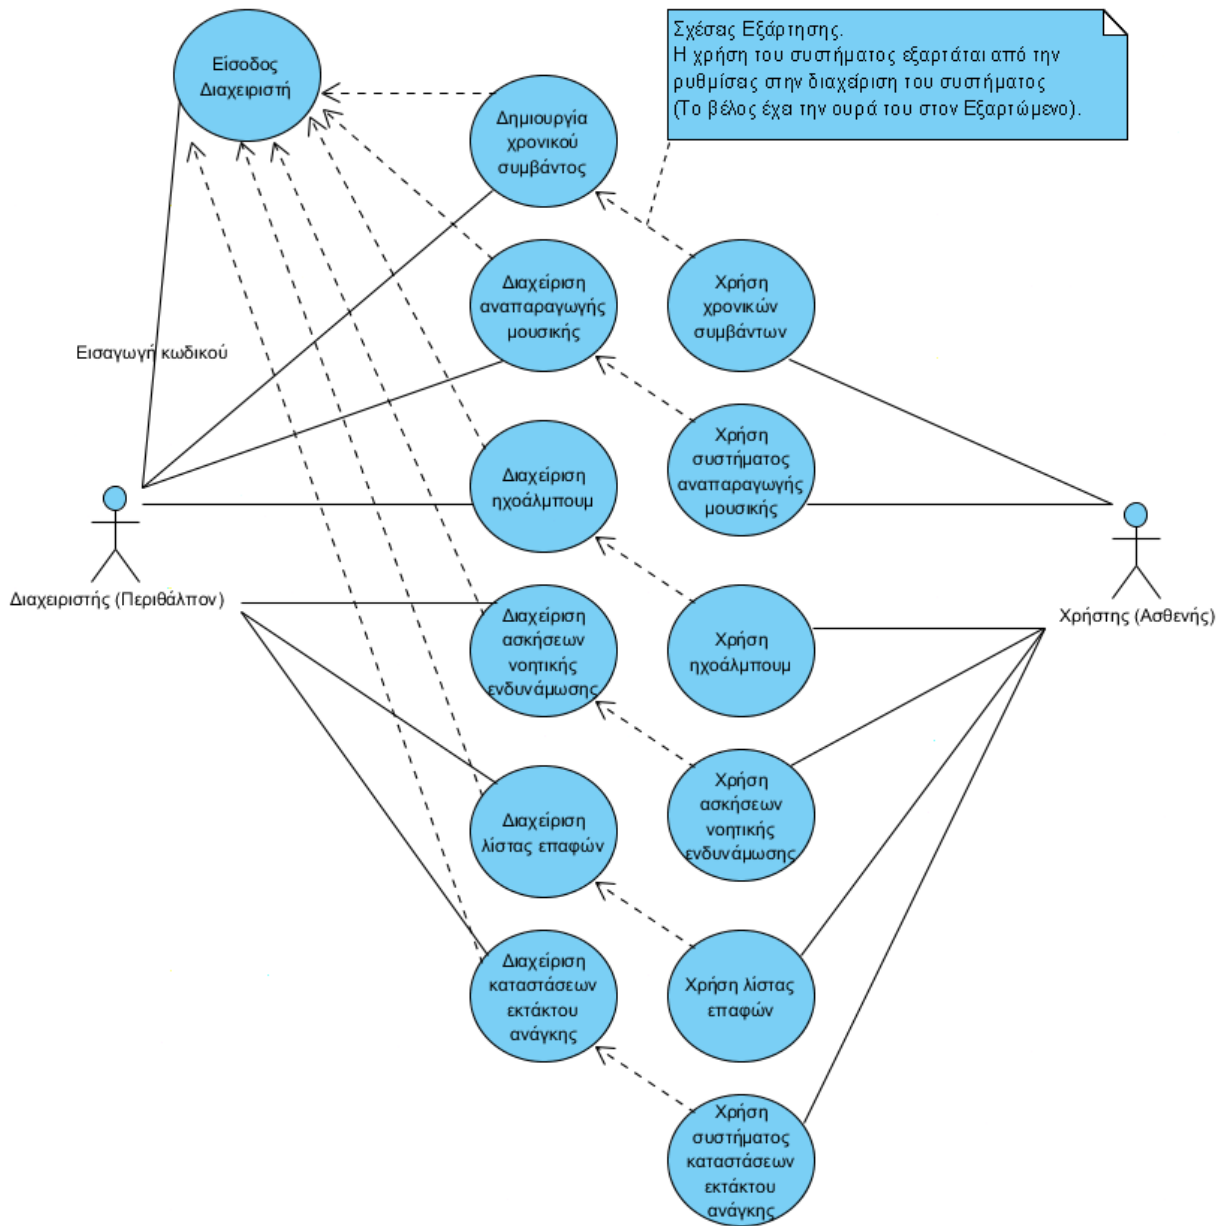 Είσοδος
Διαχειριστή
Σχέσεις Εξάρτησης.
Η χρήση του συστήματος εξαρτάται από την
ρυθμίσεις στην διαχείριση του συστήματος
(Το βέλος έχει την ουρά του στον Εξαρτώμενο).
Δημιουργία
χρονικού
συμβάντος
Διαχείριση
αναπαραγωγής
μουσικής
Χρήση
χρονικών
συμβάντων
Εισαγωγή κωδικού
Διαχείριση
ηχοάλμπουμ
Χρήση
συστήματος
αναπαραγωγής
μουσικής
Διαχειριστής (Περιθάλπον)
Χρήστης (Ασθενής)
Διαχείριση
ασκήσεων
νοητικής
ενδυνάμωσης
Χρήση
ηχοάλμπουμ
Διαχείριση
λίστας επαφών
Χρήση
ασκήσεων
νοητικής
ενδυνάμωσης
Διαχείριση
καταστάσεων
εκτάκτου
ανάγκης
Χρήση λίστας
επαφών
Χρήση
συστήματος
καταστάσεων
εκτάκτου
ανάγκης